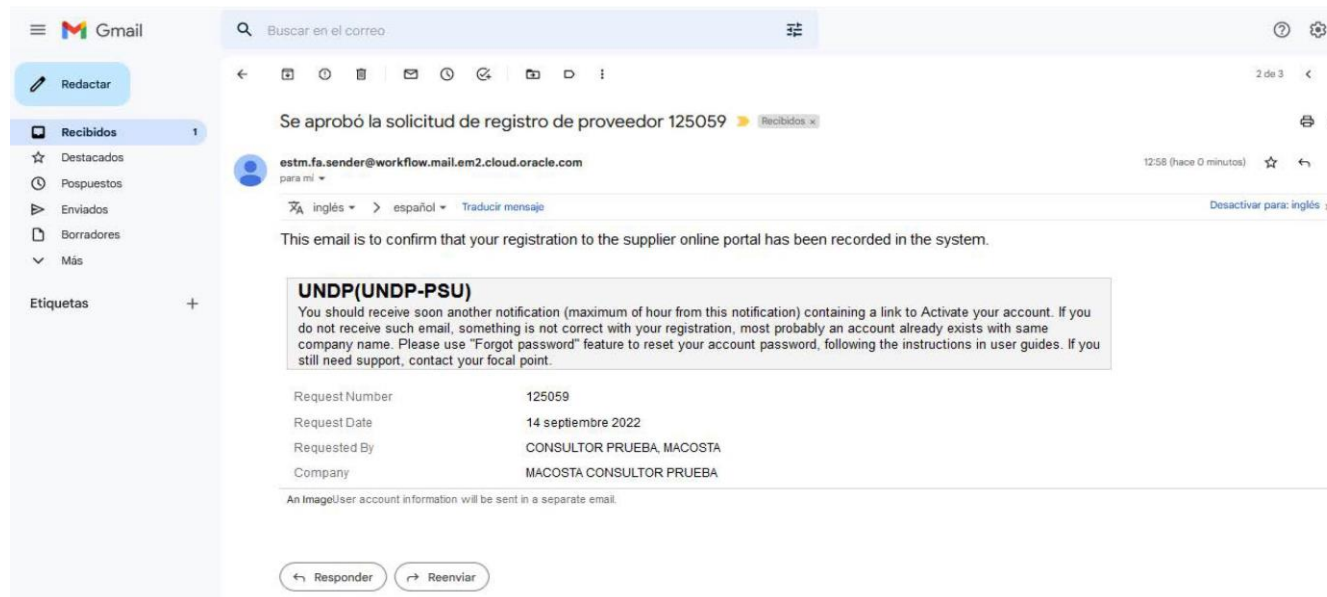 Gmail
Buscar en el correo
Redactar
2 de 3
Recibidos 1
Destacados
Pospuestos
Enviados
Borradores
Más
Etiquetas +
Se aprobó la solicitud de registro de proveedor 125059 Recibidos x
estm.fa.sender@workflow.mail.em2.cloud.oracle.com 12:58 (hace 0 minutos)
para mí
inglés > español Traducir mensaje Desactivar para: inglés
This email is to confirm that your registration to the supplier online portal has been recorded in the system.
UNDP(UNDP-PSU)
You should receive soon another notification (maximum of hour from this notification) containing a link to Activate your account. If you
do not receive such email, something is not correct with your registration, most probably an account already exists with same
company name. Please use "Forgot password" feature to reset your account password, following the instructions in user guides. If you
still need support, contact your focal point.
Request Number 125059
Request Date 14 septiembre 2022
Requested By CONSULTOR PRUEBA, MACOSTA
Company MACOSTA CONSULTOR PRUEBA
An ImageUser account information will be sent in a separate email.
Responder Reenviar